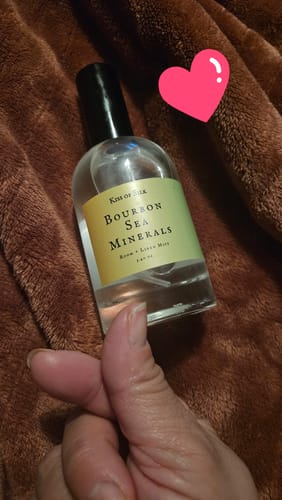 Kiss of Silk
Bourbon
Sea
Minerals
Room + Linen Mist